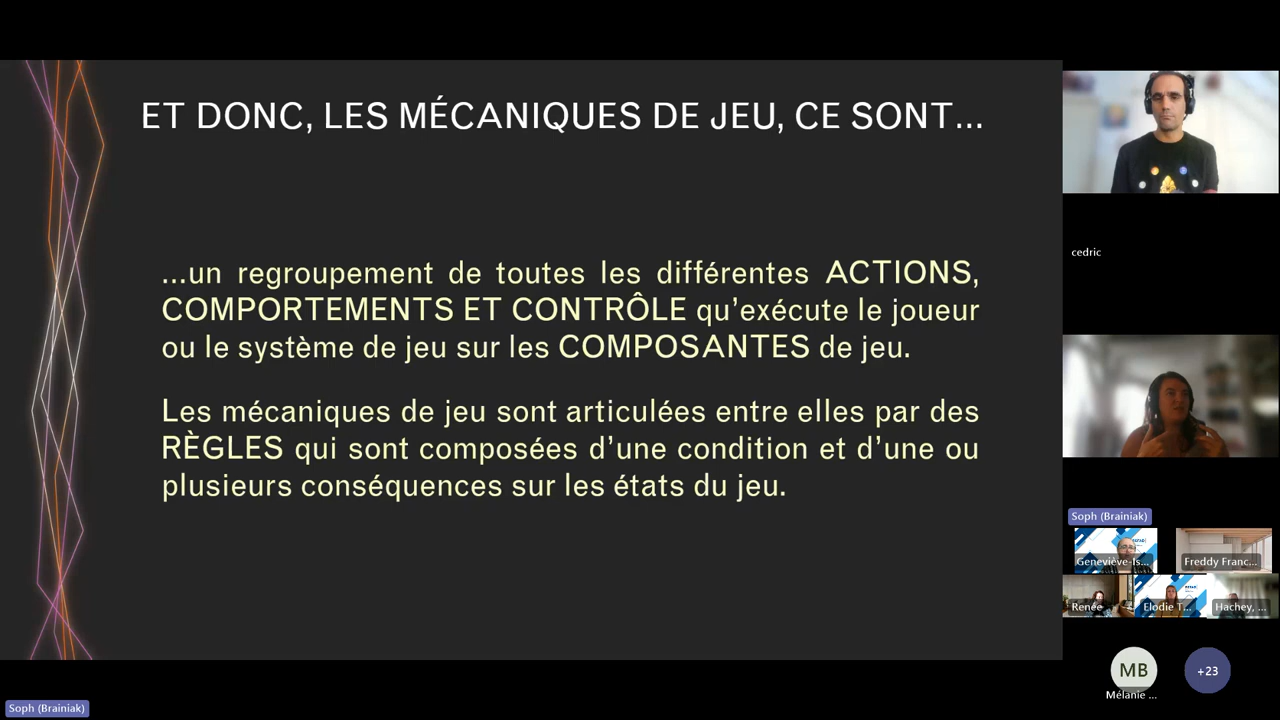 ET DONC, LES MÉCANIQUES DE JEU, CE SONT...
...un regroupement de toutes les différentes ACTIONS,
COMPORTEMENTS ET CONTRÔLE qu'exécute le joueur
ou le système de jeu sur les COMPOSANTES de jeu.
Les mécaniques de jeu sont articulées entre elles par des
RÈGLES qui sont composées d'une condition et d'une ou
plusieurs conséquences sur les états du jeu.
Soph (Brainiak)
cedric
Soph (Brainiak)
Geneviève-Is...
Freddy Franc...
Renée
Elodie T...
Hachey, ...
MB
Mélanie ...
+23